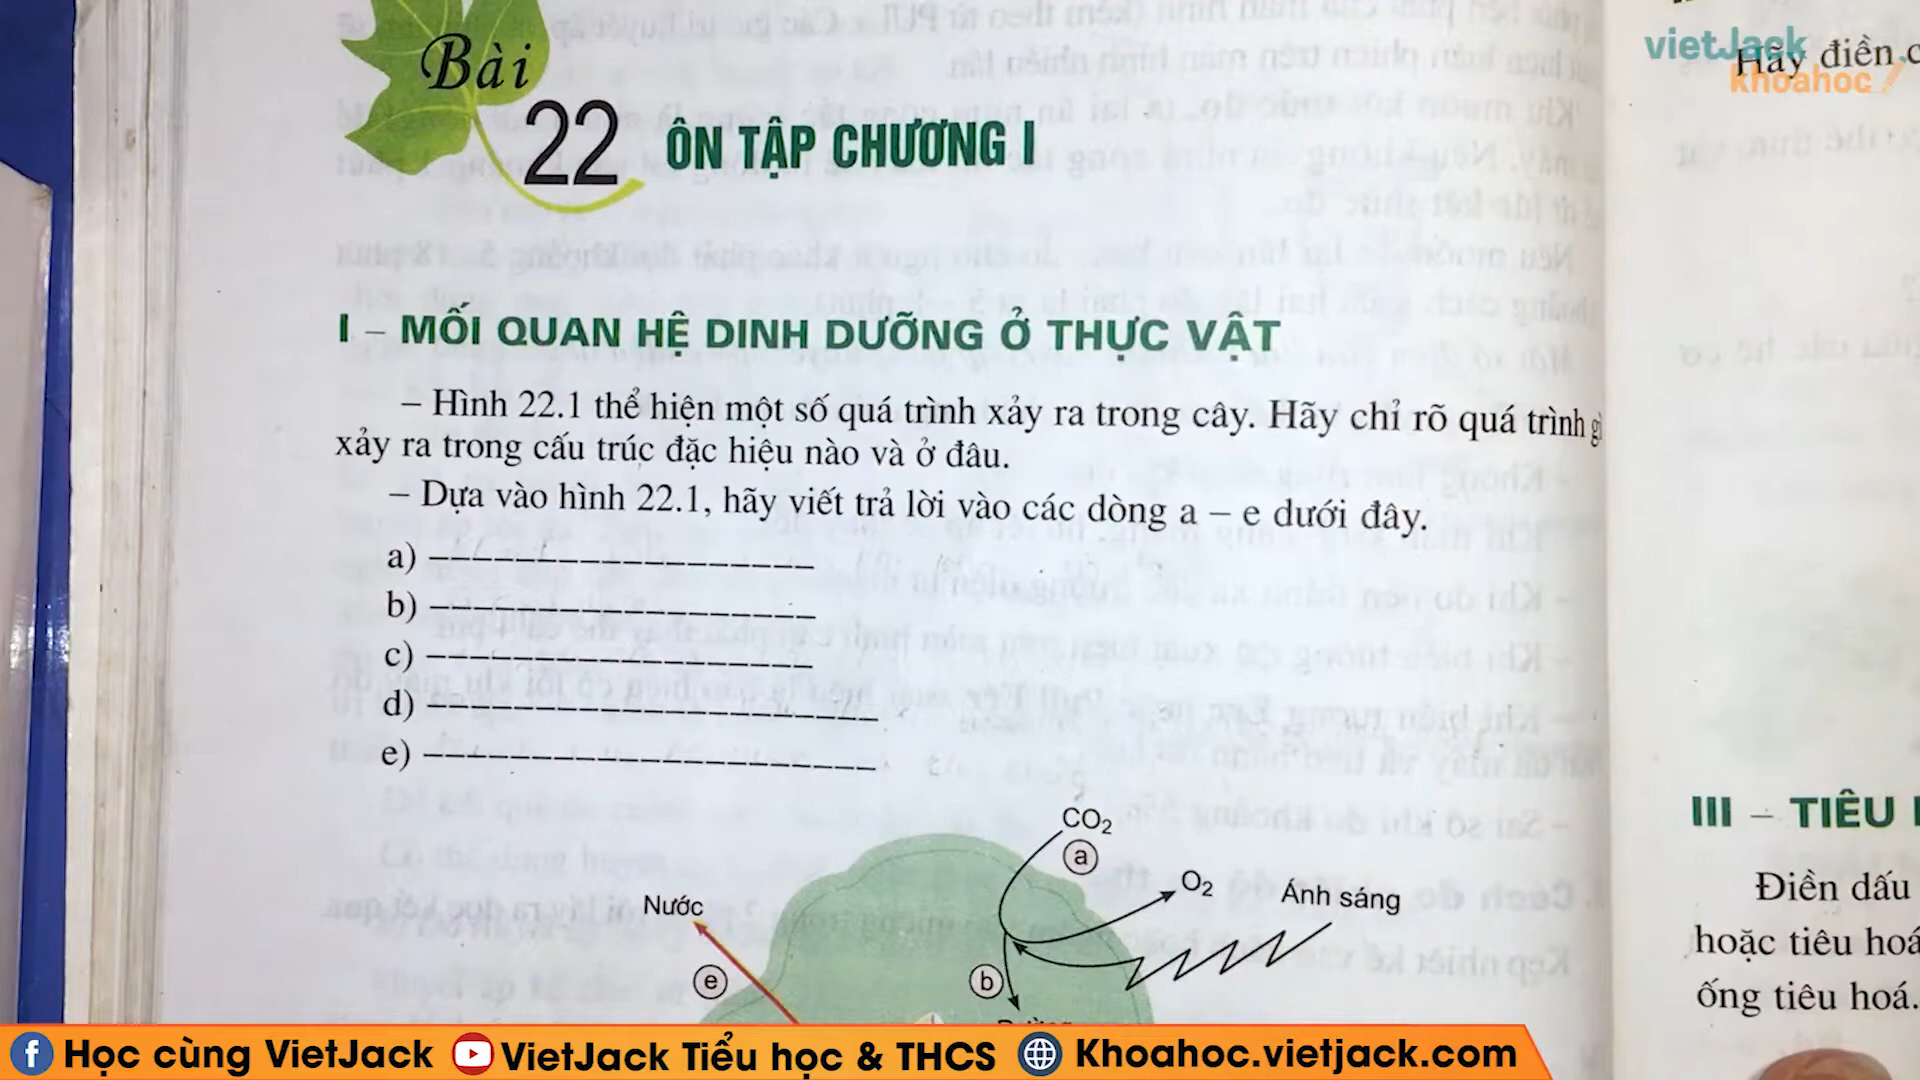 Bài
22
ÔN TẬP CHƯƠNG I
I – MỐI QUAN HỆ DINH DƯỠNG Ở THỰC VẬT
– Hình 22.1 thể hiện một số quá trình xảy ra trong cây. Hãy chỉ rõ quá trình gì
xảy ra trong cấu trúc đặc hiệu nào và ở đâu.
– Dựa vào hình 22.1, hãy viết trả lời vào các dòng a – e dưới đây.
a)
b)
c)
d)
e)
CO2
a
O2
Ánh sáng
Nước
e
b
vietJack
khoahoc
Hãy điền
III – TIÊU
Điền dấu
hoặc tiêu hoá
ống tiêu hoá.
Học cùng VietJack
VietJack Tiểu học & THCS
Khoahoc.vietjack.com